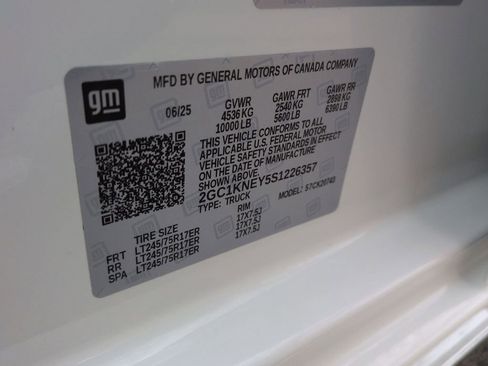 gm
MFD BY GENERAL MOTORS OF CANADA COMPANY
06/25 GVWR GAWR FRT GAWR RR
4536 KG 2540 KG 2898 KG
10000 LB 5600 LB 6390 LB
THIS VEHICLE CONFORMS TO ALL
APPLICABLE U.S. FEDERAL MOTOR
VEHICLE SAFETY STANDARDS IN EFFECT
ON THE DATE OF MANUFACTURE
SHOWN ABOVE.
2GC1KNEY5S1226357
TYPE: TRUCK MODEL: S7CK20743
TIRE SIZE RIM
FRT LT245/75R17ER 17X7.5J
RR LT245/75R17ER 17X7.5J
SPA LT245/75R17ER 17X7.5J